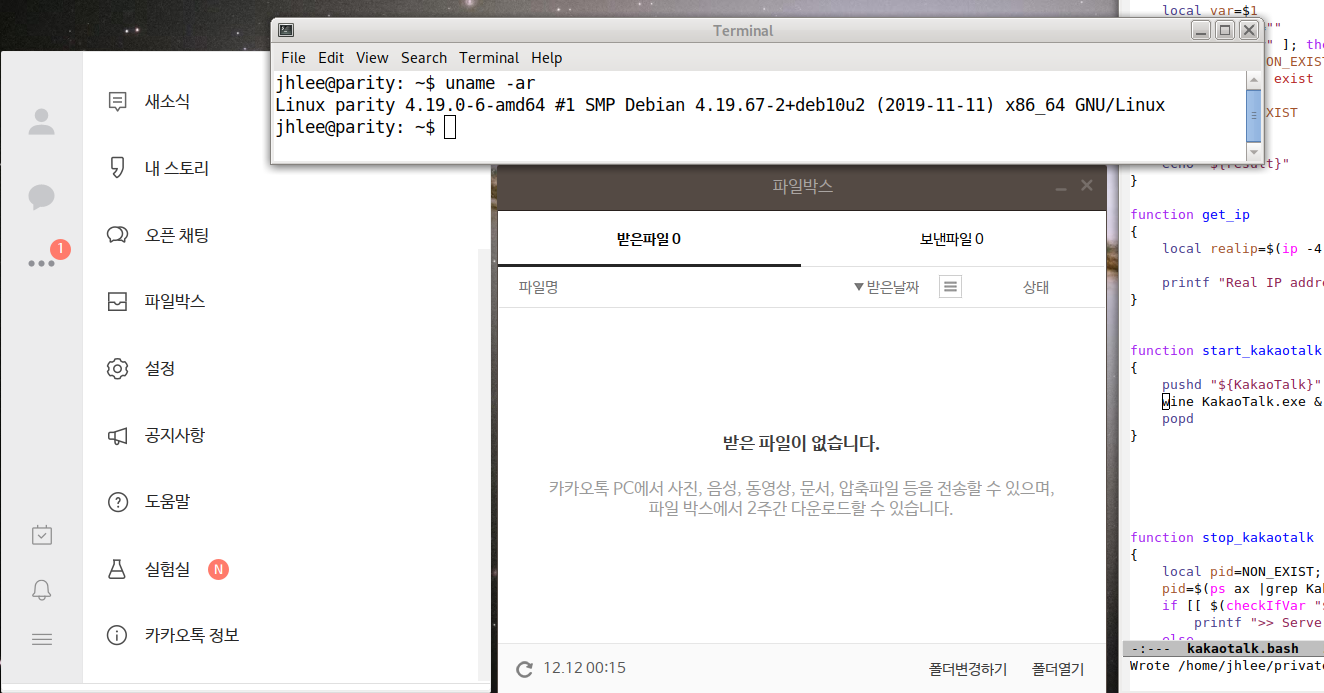 Terminal
File Edit View Search Terminal Help
jhlee@parity: ~$ uname -ar
Linux parity 4.19.0-6-amd64 #1 SMP Debian 4.19.67-2+deb10u2 (2019-11-11) x86_64 GNU/Linux
jhlee@parity: ~$
1
새소식
내 스토리
오픈 채팅
파일박스
설정
공지사항
도움말
실험실 N
카카오톡 정보
파일박스
받은파일 0 보낸파일 0
파일명 ▼받은날짜 상태
받은 파일이 없습니다.
카카오톡 PC에서 사진, 음성, 동영상, 문서, 압축파일 등을 전송할 수 있으며,
파일 박스에서 2주간 다운로드할 수 있습니다.
12.12 00:15 폴더변경하기 폴더열기
local var=$1
""
" ]; the
ON_EXIST
exist
XIST
echo "${result}"
}
function get_ip
{
local realip=$(ip -4
printf "Real IP addre
}
function start_kakaotalk
{
pushd "${KakaoTalk}"
wine KakaoTalk.exe &
popd
}
function stop_kakaotalk
{
local pid=NON_EXIST;
pid=$(ps ax |grep Kak
if [[ $(checkIfVar "$
printf ">> Serve
else
-:--- kakaotalk.bash
Wrote /home/jhlee/private